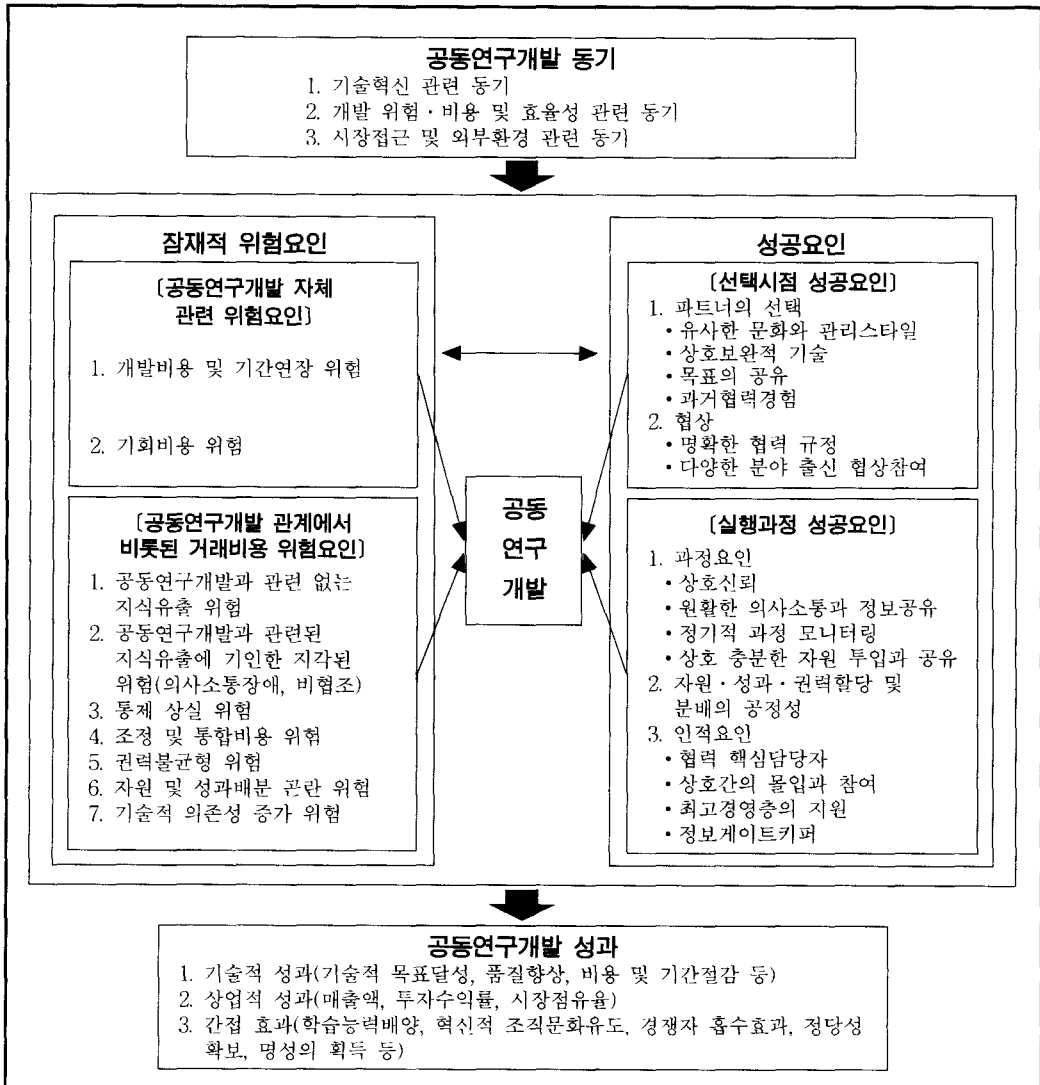 공동연구개발 동기
1. 기술혁신 관련 동기
2. 개발 위험·비용 및 효율성 관련 동기
3. 시장접근 및 외부환경 관련 동기
잠재적 위험요인
〔공동연구개발 자체
관련 위험요인〕
1. 개발비용 및 기간연장 위험
2. 기회비용 위험
〔공동연구개발 관계에서
비롯된 거래비용 위험요인〕
1. 공동연구개발과 관련 없는
지식유출 위험
2. 공동연구개발과 관련된
지식유출에 기인한 지각된
위험(의사소통장애, 비협조)
3. 통제 상실 위험
4. 조정 및 통합비용 위험
5. 권력불균형 위험
6. 자원 및 성과배분 곤란 위험
7. 기술적 의존성 증가 위험
공동
연구
개발
성공요인
〔선택시점 성공요인〕
1. 파트너의 선택
• 유사한 문화와 관리스타일
• 상호보완적 기술
• 목표의 공유
• 과거협력경험
2. 협상
• 명확한 협력 규정
• 다양한 분야 출신 협상참여
〔실행과정 성공요인〕
1. 과정요인
• 상호신뢰
• 원활한 의사소통과 정보공유
• 정기적 과정 모니터링
• 상호 충분한 자원 투입과 공유
2. 자원·성과·권력할당 및
분배의 공정성
3. 인적요인
• 협력 핵심담당자
• 상호간의 몰입과 참여
• 최고경영층의 지원
• 정보게이트키퍼
공동연구개발 성과
1. 기술적 성과(기술적 목표달성, 품질향상, 비용 및 기간절감 등)
2. 상업적 성과(매출액, 투자수익률, 시장점유율)
3. 간접 효과(학습능력배양, 혁신적 조직문화유도, 경쟁자 흡수효과, 정당성
확보, 명성의 획득 등)